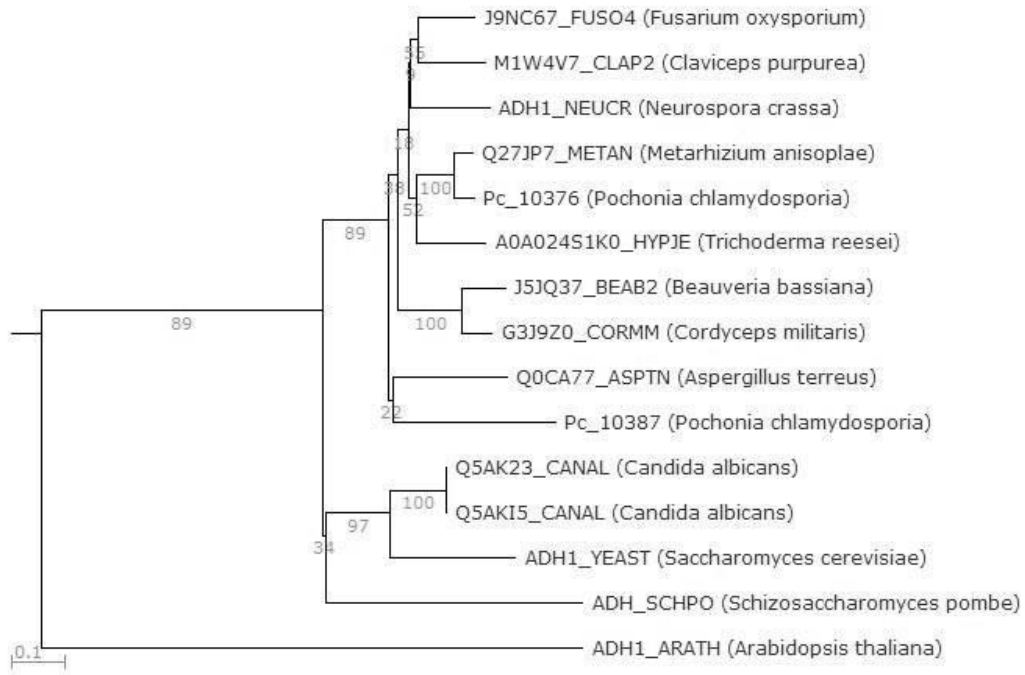 J9NC67_FUSO4 (Fusarium oxysporium)
55
M1W4V7_CLAP2 (Claviceps purpurea)
9
ADH1_NEUCR (Neurospora crassa)
18
Q27JP7_METAN (Metarhizium anisoplae)
38
100
Pc_10376 (Pochonia chlamydosporia)
52
89
A0A024S1K0_HYPJE (Trichoderma reesei)
J5JQ37_BEAB2 (Beauveria bassiana)
89
100
G3J9Z0_CORMM (Cordyceps militaris)
Q0CA77_ASPTN (Aspergillus terreus)
22
Pc_10387 (Pochonia chlamydosporia)
Q5AK23_CANAL (Candida albicans)
100
Q5AKI5_CANAL (Candida albicans)
97
34
ADH1_YEAST (Saccharomyces cerevisiae)
ADH_SCHPO (Schizosaccharomyces pombe)
0.1
ADH1_ARATH (Arabidopsis thaliana)